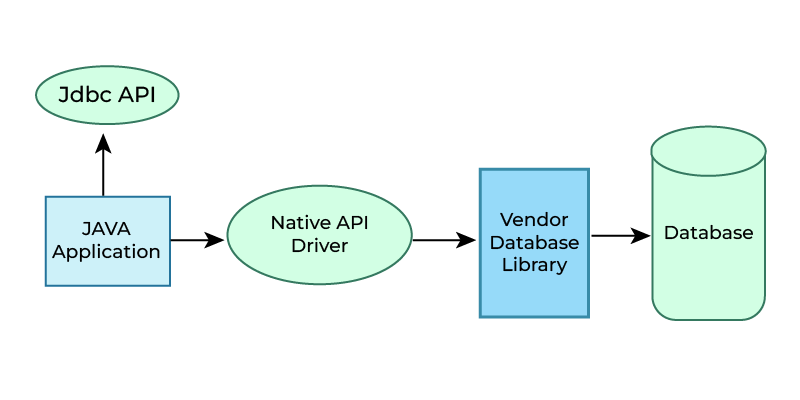 Jdbc API
JAVA
Application
Native API
Driver
Vendor
Database
Library
Database